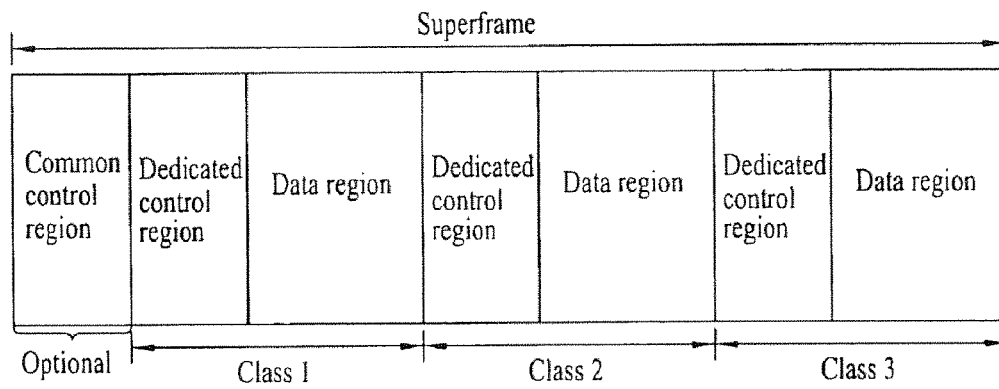 Superframe
Common
control
region
Dedicated
control
region
Data region
Dedicated
control
region
Data region
Dedicated
control
region
Data region
Optional
Class 1
Class 2
Class 3